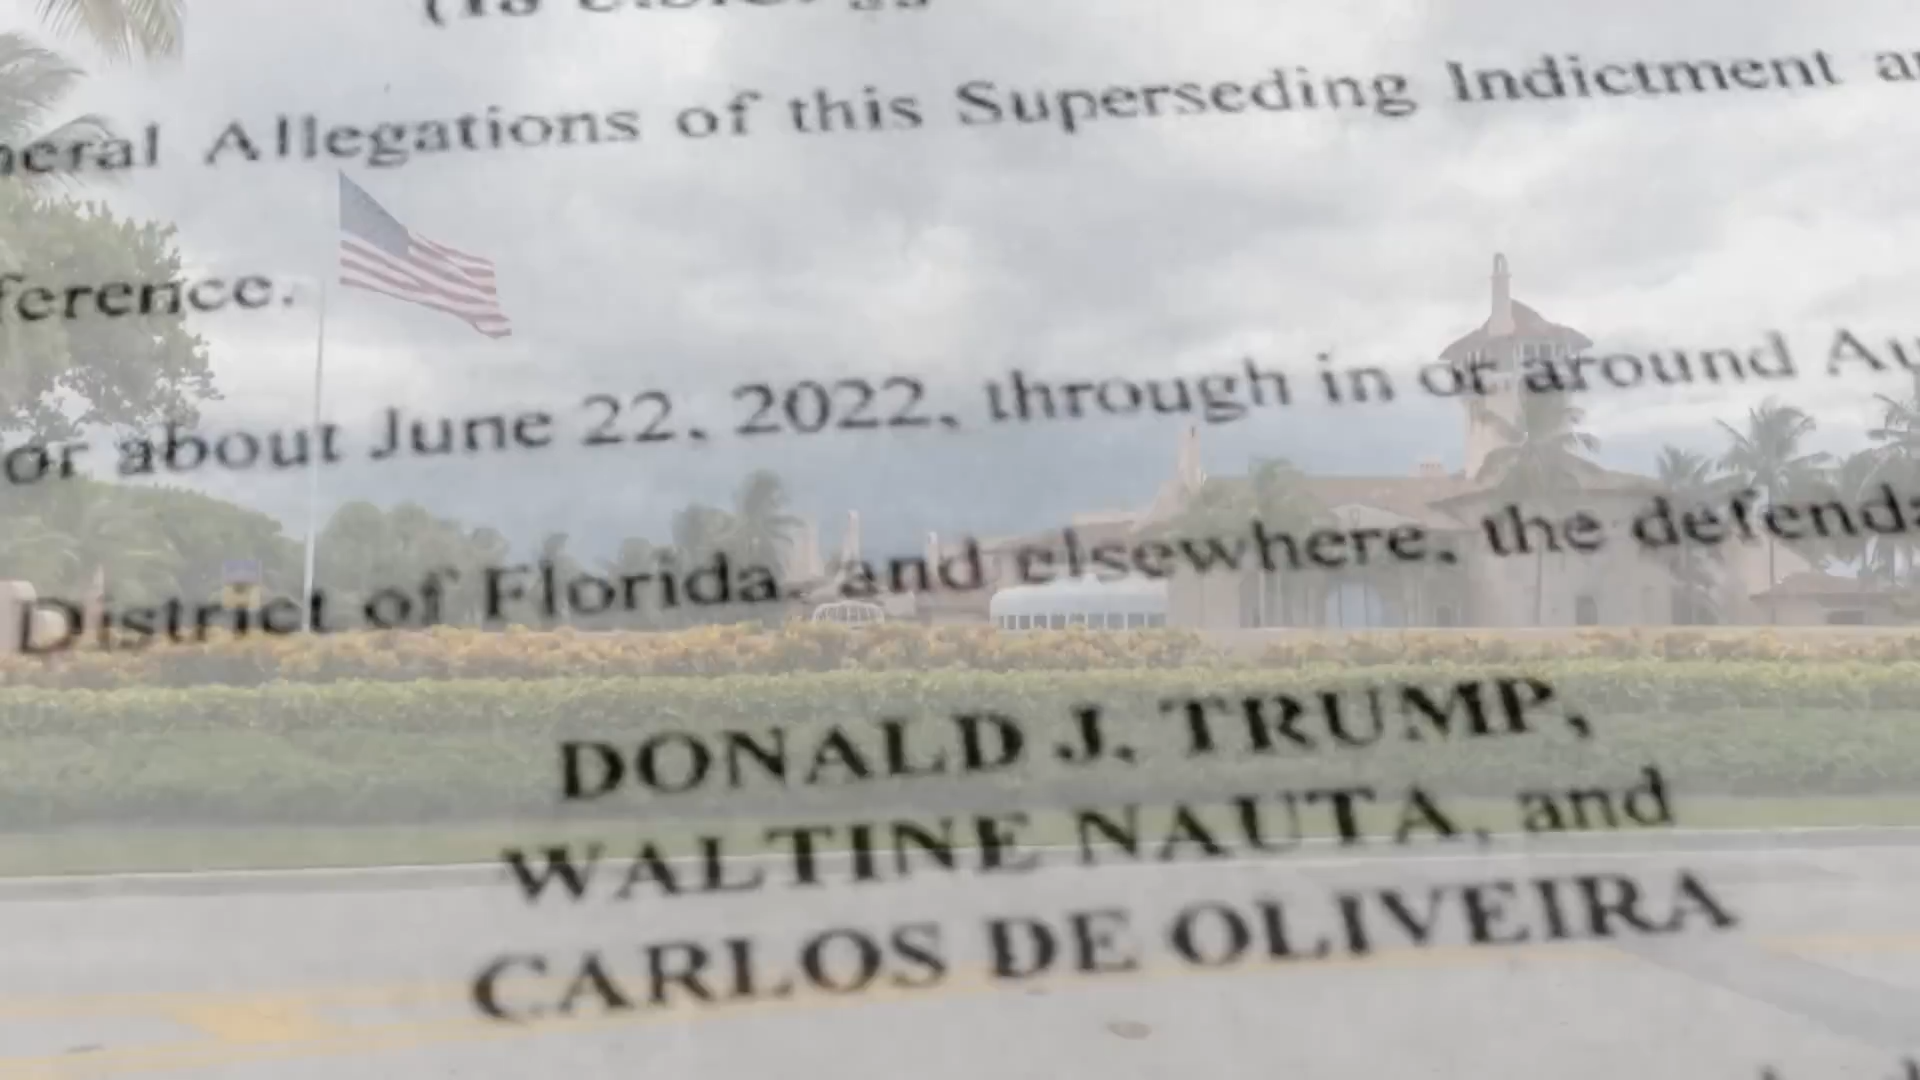 neral Allegations of this Superseding Indictment
ference.
or about June 22, 2022, through in or around
District of Florida, and elsewhere, the
DONALD J. TRUMP,
WALTINE NAUTA, and
CARLOS DE OLIVEIRA